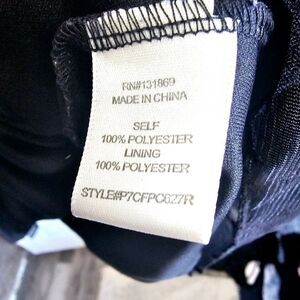 RN#131869
MADE IN CHINA
SELF
100% POLYESTER
LINING
100% POLYESTER
STYLE#P7CFPC627R